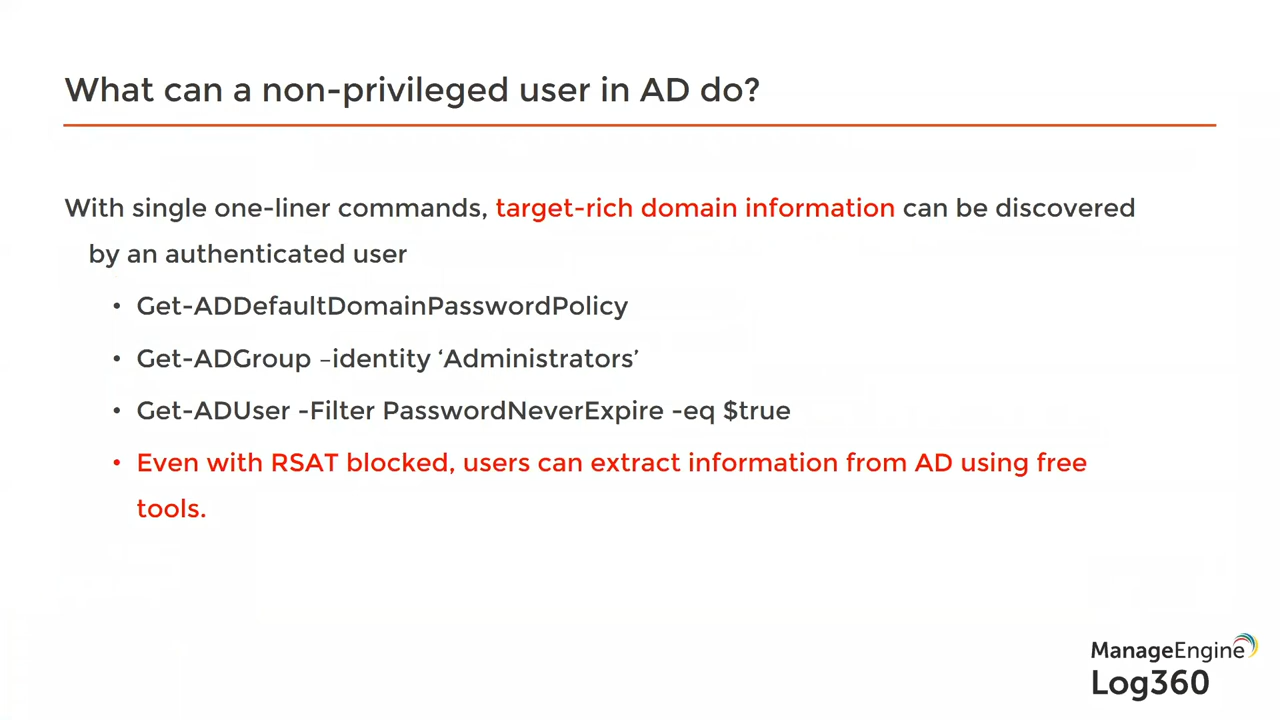 What can a non-privileged user in AD do?
With single one-liner commands, target-rich domain information can be discovered
by an authenticated user
• Get-ADDefaultDomainPasswordPolicy
• Get-ADGroup –identity ‘Administrators’
• Get-ADUser -Filter PasswordNeverExpire -eq $true
• Even with RSAT blocked, users can extract information from AD using free
tools.
ManageEngine
Log360